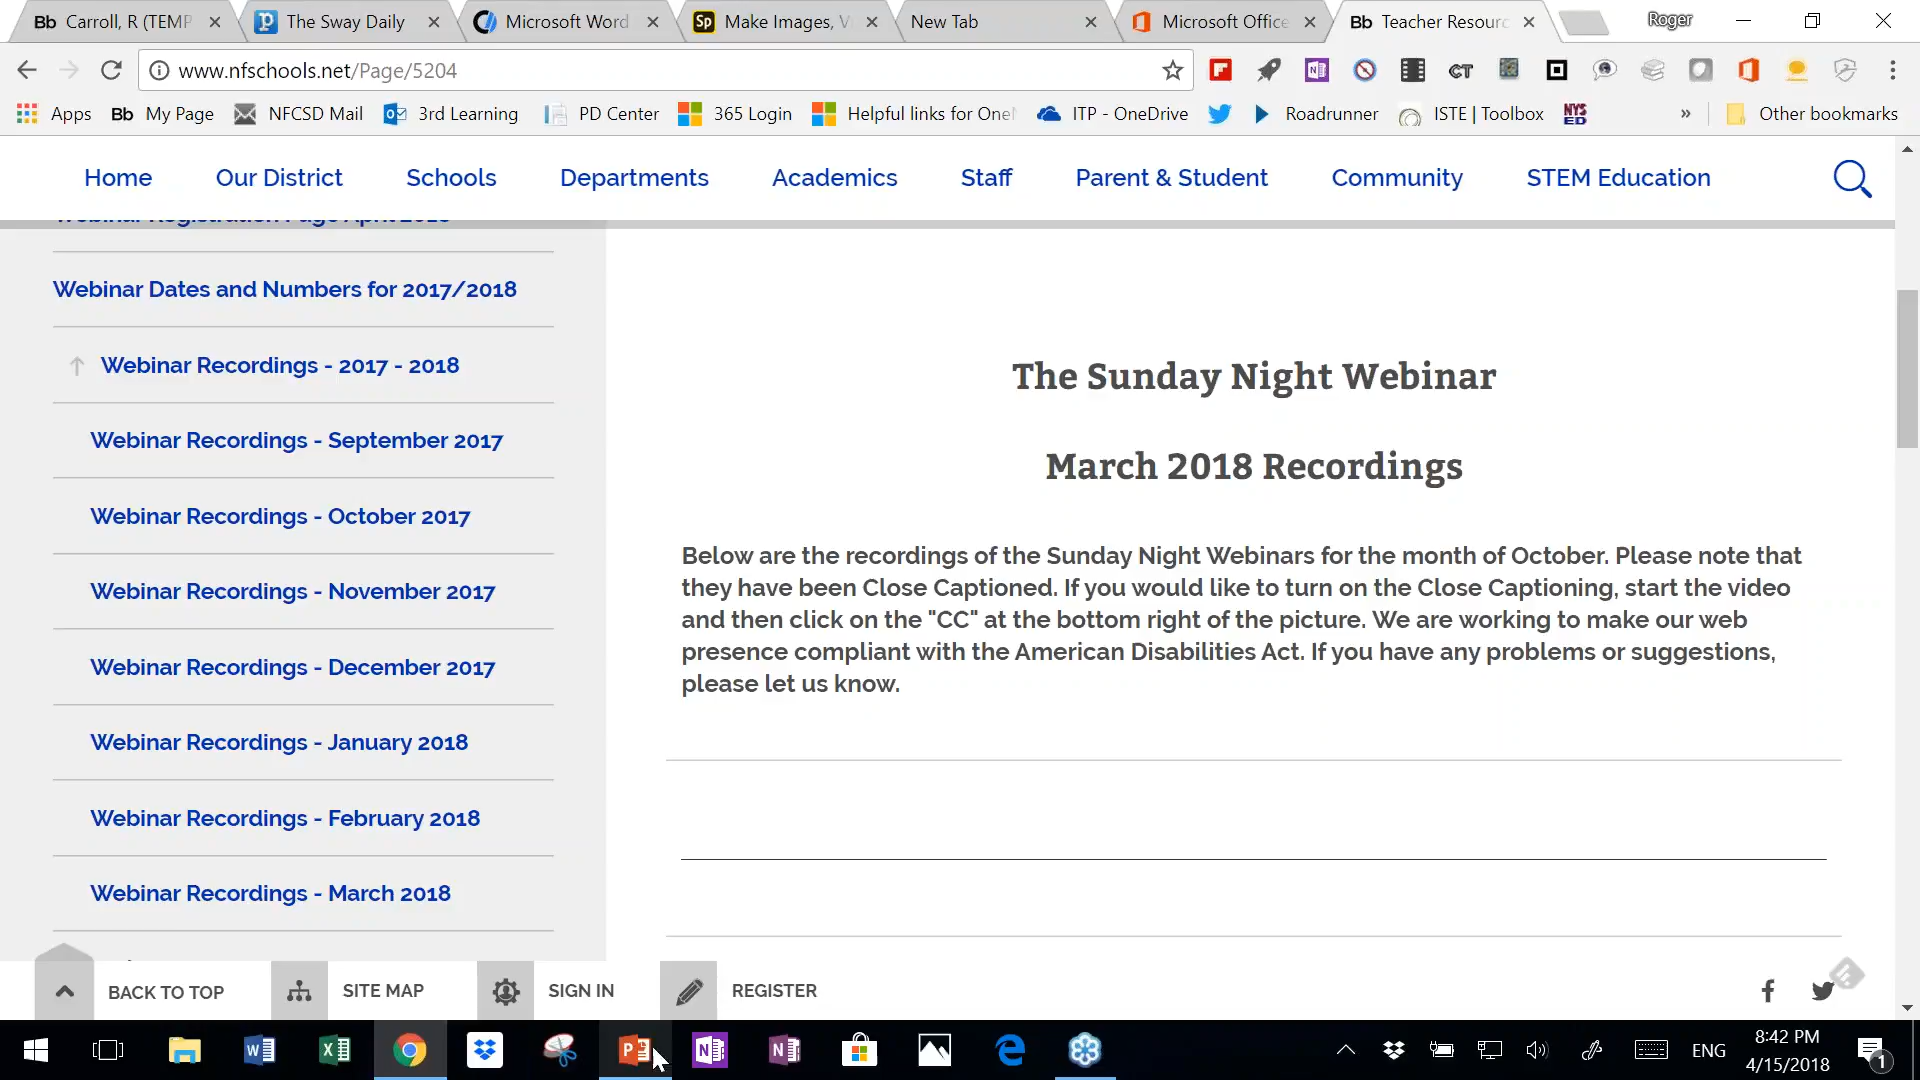 Carroll, R (TEMP
The Sway Daily
Microsoft Word
Make Images, V
New Tab
Microsoft Office
Teacher Resourc
Roger
www.nfschools.net/Page/5204
Apps
My Page
NFCSD Mail
3rd Learning
PD Center
365 Login
Helpful links for One
ITP - OneDrive
Roadrunner
ISTE | Toolbox
»
Other bookmarks
Home
Our District
Schools
Departments
Academics
Staff
Parent & Student
Community
STEM Education
Webinar Registration Page April 2018
Webinar Dates and Numbers for 2017/2018
Webinar Recordings - 2017 - 2018
Webinar Recordings - September 2017
Webinar Recordings - October 2017
Webinar Recordings - November 2017
Webinar Recordings - December 2017
Webinar Recordings - January 2018
Webinar Recordings - February 2018
Webinar Recordings - March 2018
The Sunday Night Webinar
March 2018 Recordings
Below are the recordings of the Sunday Night Webinars for the month of October. Please note that
they have been Close Captioned. If you would like to turn on the Close Captioning, start the video
and then click on the "CC" at the bottom right of the picture. We are working to make our web
presence compliant with the American Disabilities Act. If you have any problems or suggestions,
please let us know.
BACK TO TOP
SITE MAP
SIGN IN
REGISTER
ENG
8:42 PM
4/15/2018
1